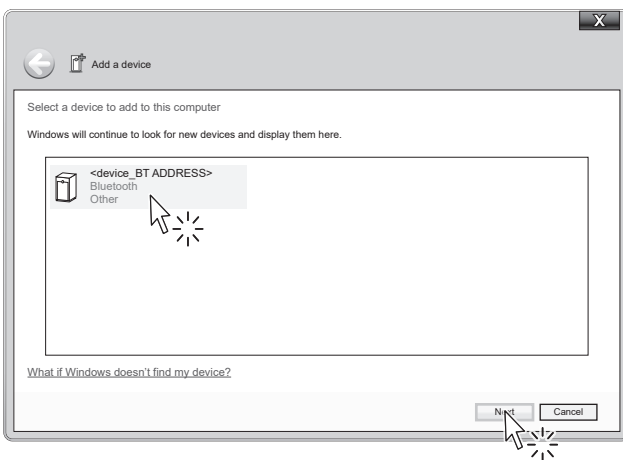 X
Add a device
Select a device to add to this computer
Windows will continue to look for new devices and display them here.
<device_BT ADDRESS>
Bluetooth
Other
What if Windows doesn't find my device?
Next Cancel